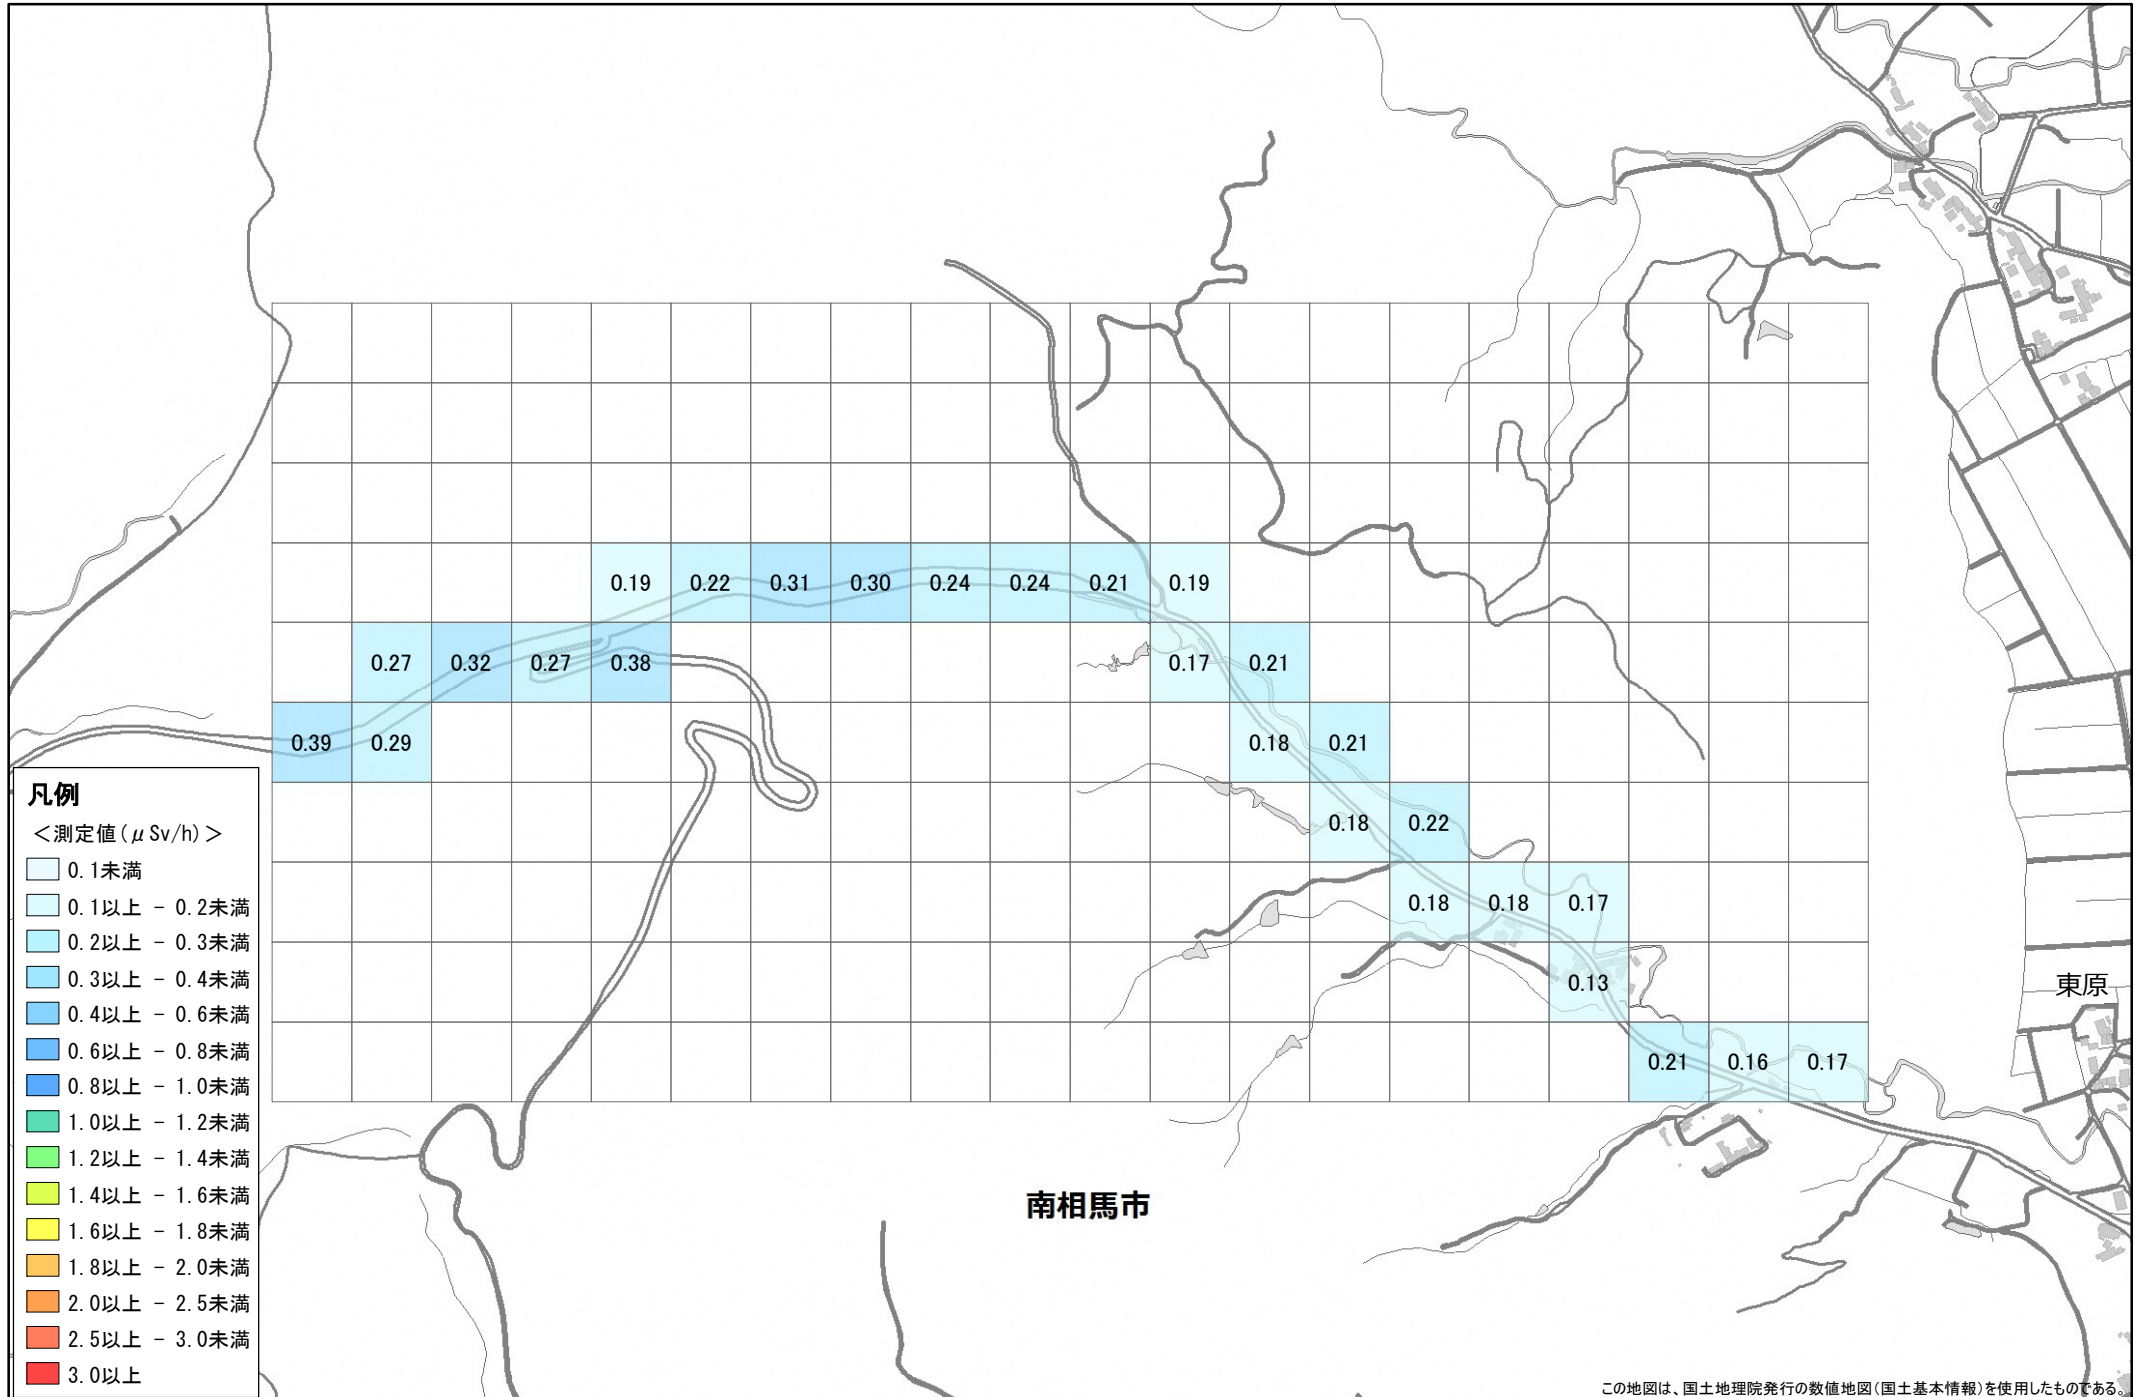 0.19 0.22 0.31 0.30 0.24 0.24 0.21 0.19
0.27 0.32 0.27 0.38 0.17 0.21
0.39 0.29 0.18 0.21
0.18 0.22
0.18 0.18 0.17
0.13
0.21 0.16 0.17
東原
南相馬市
凡例
＜測定値(μSv/h)＞
0.1未満
0.1以上 - 0.2未満
0.2以上 - 0.3未満
0.3以上 - 0.4未満
0.4以上 - 0.6未満
0.6以上 - 0.8未満
0.8以上 - 1.0未満
1.0以上 - 1.2未満
1.2以上 - 1.4未満
1.4以上 - 1.6未満
1.6以上 - 1.8未満
1.8以上 - 2.0未満
2.0以上 - 2.5未満
2.5以上 - 3.0未満
3.0以上
この地図は、国土地理院発行の数値地図(国土基本情報)を使用したものである。